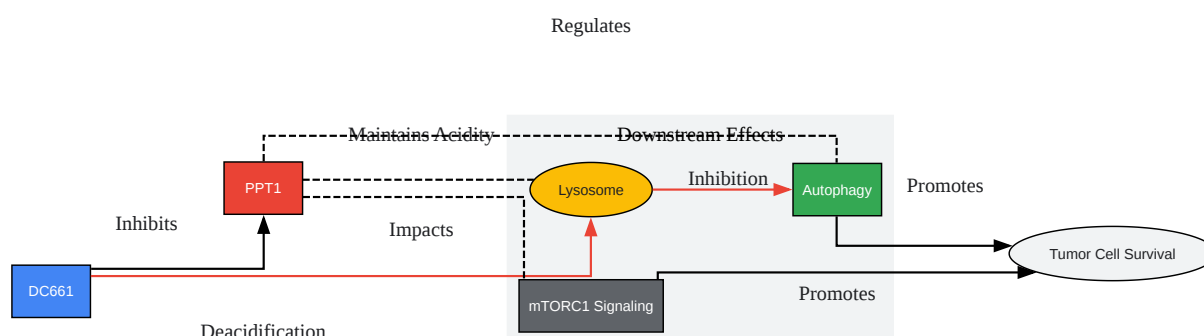 Regulates
Maintains Acidity
Downstream Effects
PPT1
Lysosome
Inhibition
Autophagy
Promotes
Inhibits
Impacts
Tumor Cell Survival
DC661
mTORC1 Signaling
Promotes
Deacidification